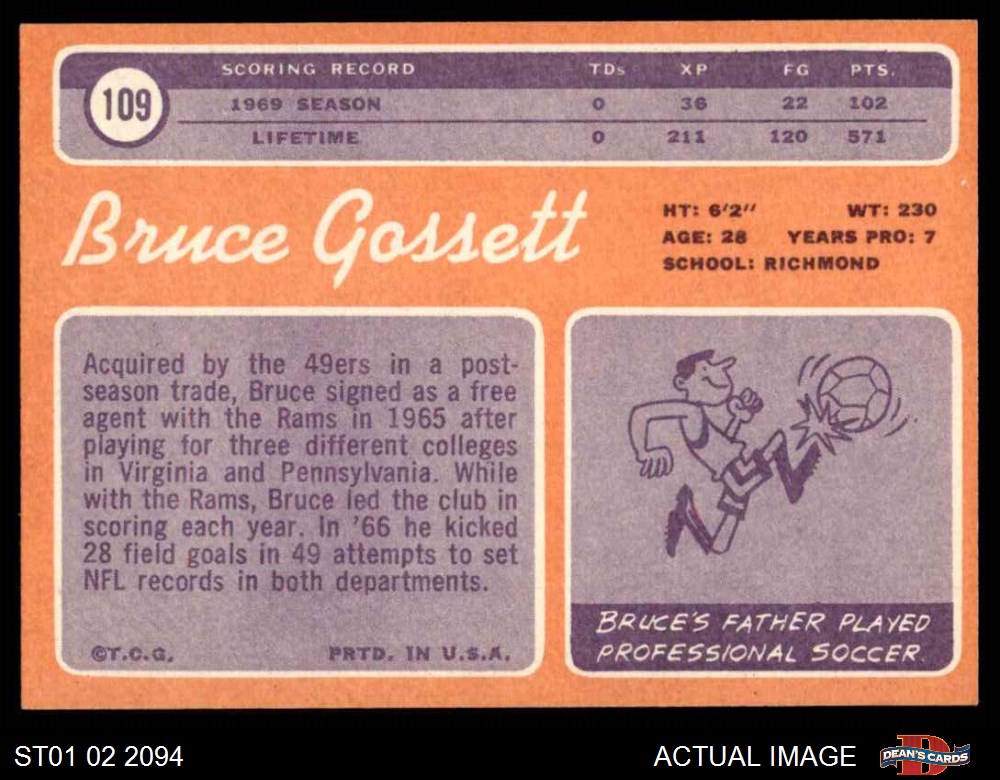 109
SCORING RECORD TDs XP FG PTS.
1969 SEASON 0 36 22 102
LIFETIME 0 211 120 571
Bruce Gossett
HT: 6'2" WT: 230
AGE: 28 YEARS PRO: 7
SCHOOL: RICHMOND
Acquired by the 49ers in a post-
season trade, Bruce signed as a free
agent with the Rams in 1965 after
playing for three different colleges
in Virginia and Pennsylvania. While
with the Rams, Bruce led the club in
scoring each year. In '66 he kicked
28 field goals in 49 attempts to set
NFL records in both departments.
©T.C.G. PRTD. IN U.S.A.
BRUCE'S FATHER PLAYED
PROFESSIONAL SOCCER.
ST01 02 2094 ACTUAL IMAGE D DEAN'S CARDS